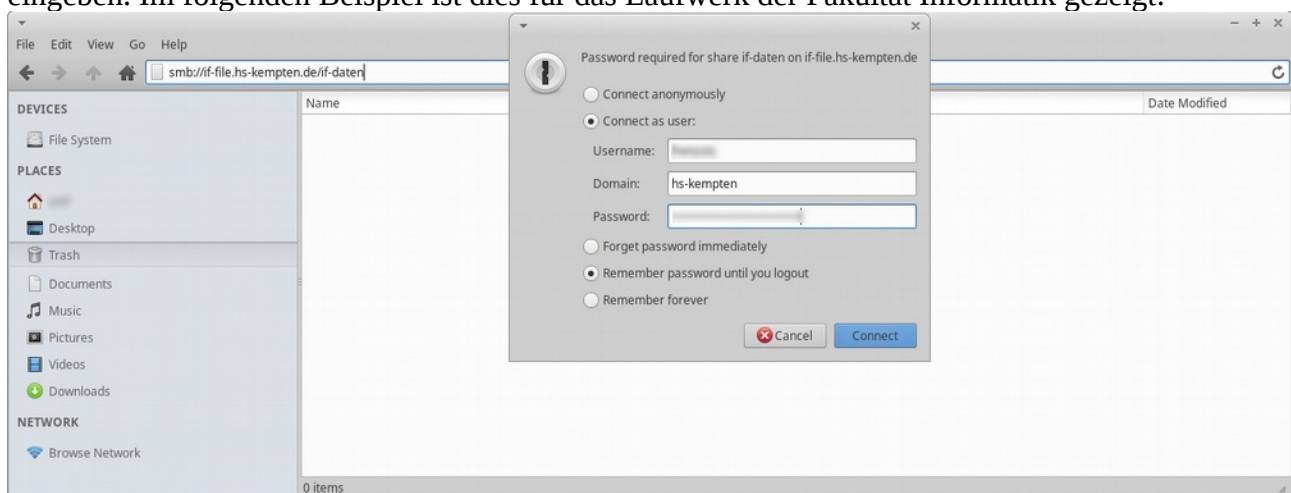 eingeben. Im folgenden Beispiel ist dies für das Laufwerk der Fakultät Informatik gezeigt:
File Edit View Go Help
smb://if-file.hs-kempten.de/if-daten
DEVICES
File System
PLACES
Desktop
Trash
Documents
Music
Pictures
Videos
Downloads
NETWORK
Browse Network
Name
Date Modified
0 items
Password required for share if-daten on if-file.hs-kempten.de
Connect anonymously
Connect as user:
Username:
Domain: hs-kempten
Password:
Forget password immediately
Remember password until you logout
Remember forever
Cancel Connect